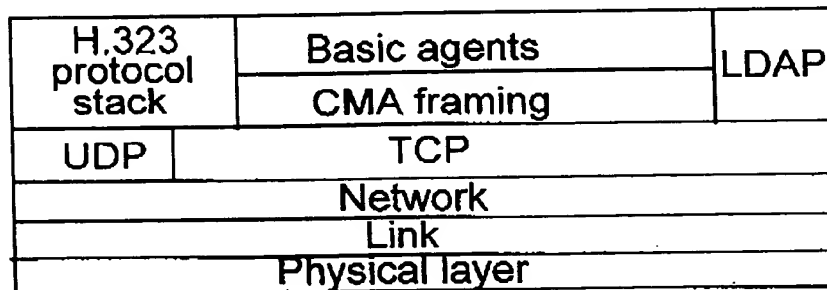 H.323
protocol
stack
Basic agents
CMA framing
LDAP
UDP
TCP
Network
Link
Physical layer